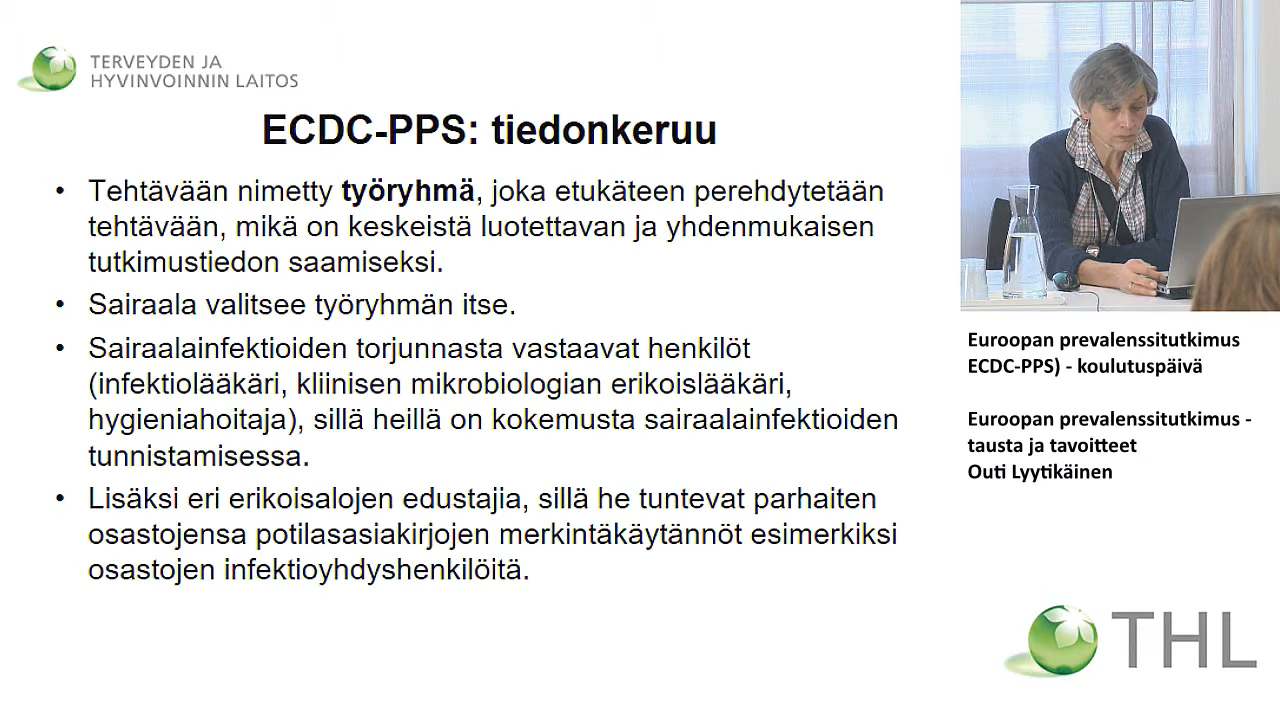 TERVEYDEN JA
HYVINVOINNIN LAITOS
ECDC-PPS: tiedonkeruu
• Tehtävään nimetty työryhmä, joka etukäteen perehdytetään
tehtävään, mikä on keskeistä luotettavan ja yhdenmukaisen
tutkimustiedon saamiseksi.
• Sairaala valitsee työryhmän itse.
• Sairaalainfektioiden torjunnasta vastaavat henkilöt
(infektiolääkäri, kliinisen mikrobiologian erikoislääkäri,
hygieniahoitaja), sillä heillä on kokemusta sairaalainfektioiden
tunnistamisessa.
• Lisäksi eri erikoisalojen edustajia, sillä he tuntevat parhaiten
osastojensa potilasasiakirjojen merkintäkäytännöt esimerkiksi
osastojen infektioyhdyshenkilöitä.
Euroopan prevalenssitutkimus
ECDC-PPS) - koulutuspäivä
Euroopan prevalenssitutkimus -
tausta ja tavoitteet
Outi Lyytikäinen
THL